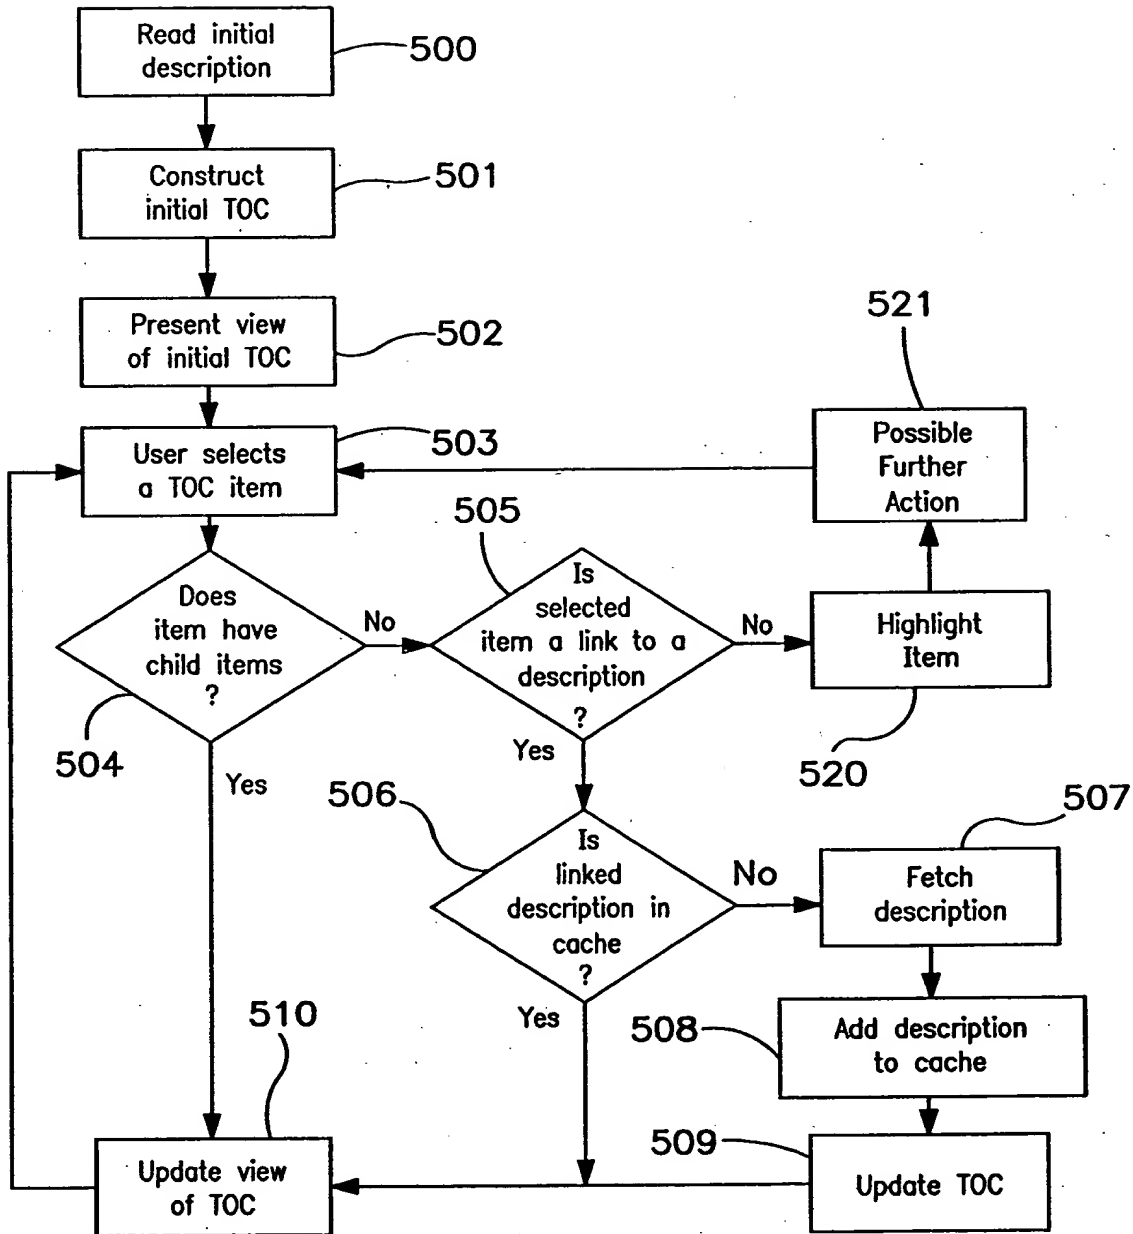 Read initial
description
500
Construct
initial TOC
501
Present view
of initial TOC
502
User selects
a TOC item
503
Does
item have
child items
?
504
No
Yes
505
Is
selected
item a link to a
description
?
No
Yes
Highlight
Item
520
521
Possible
Further
Action
506
Is
linked
description in
cache
?
No
Yes
507
Fetch
description
508
Add description
to cache
509
Update TOC
510
Update view
of TOC